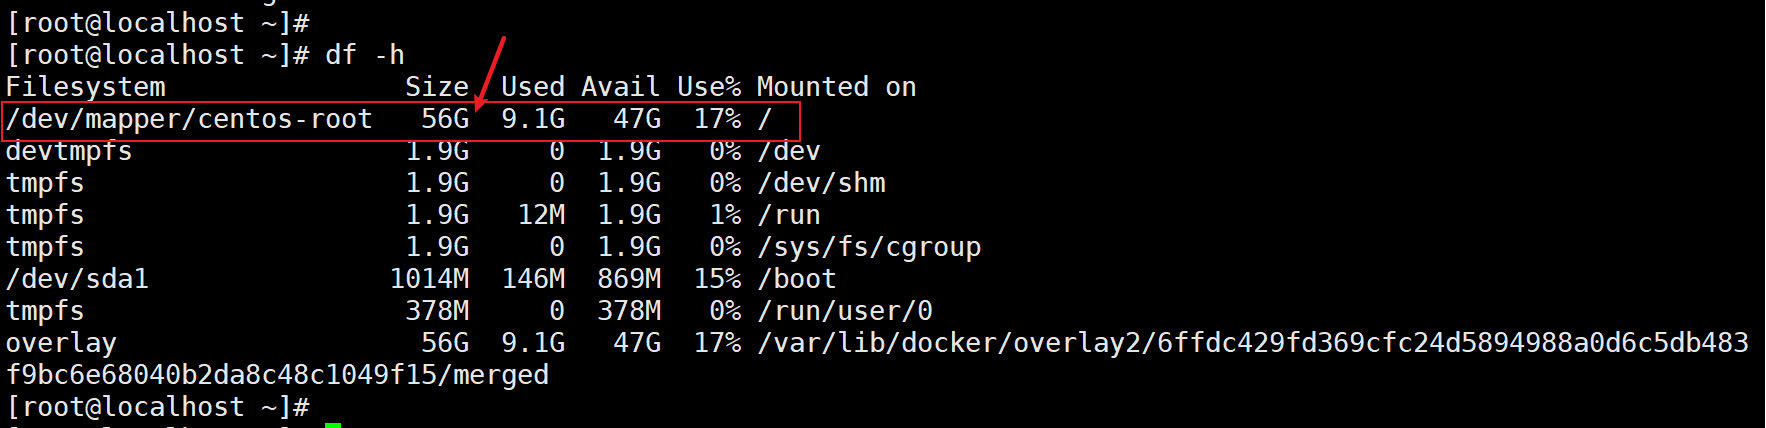 [root@localhost ~]#
[root@localhost ~]# df -h
Filesystem               Size  Used Avail Use% Mounted on
/dev/mapper/centos-root   56G  9.1G   47G  17% /
devtmpfs                 1.9G     0  1.9G   0% /dev
tmpfs                    1.9G     0  1.9G   0% /dev/shm
tmpfs                    1.9G   12M  1.9G   1% /run
tmpfs                    1.9G     0  1.9G   0% /sys/fs/cgroup
/dev/sda1               1014M  146M  869M  15% /boot
tmpfs                    378M     0  378M   0% /run/user/0
overlay                   56G  9.1G   47G  17% /var/lib/docker/overlay2/6ffdc429fd369cfc24d5894988a0d6c5db483
f9bc6e68040b2da8c48c1049f15/merged
[root@localhost ~]#